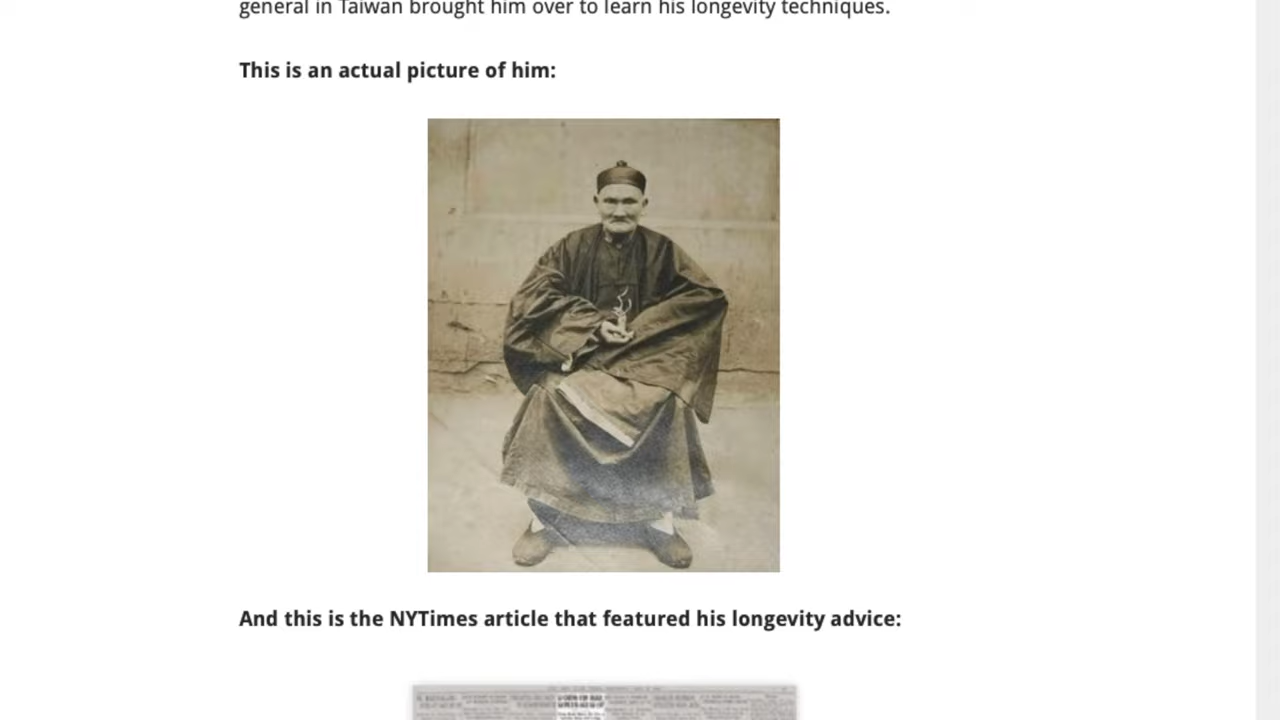 general in Taiwan brought him over to learn his longevity techniques.
This is an actual picture of him:
And this is the NYTimes article that featured his longevity advice: